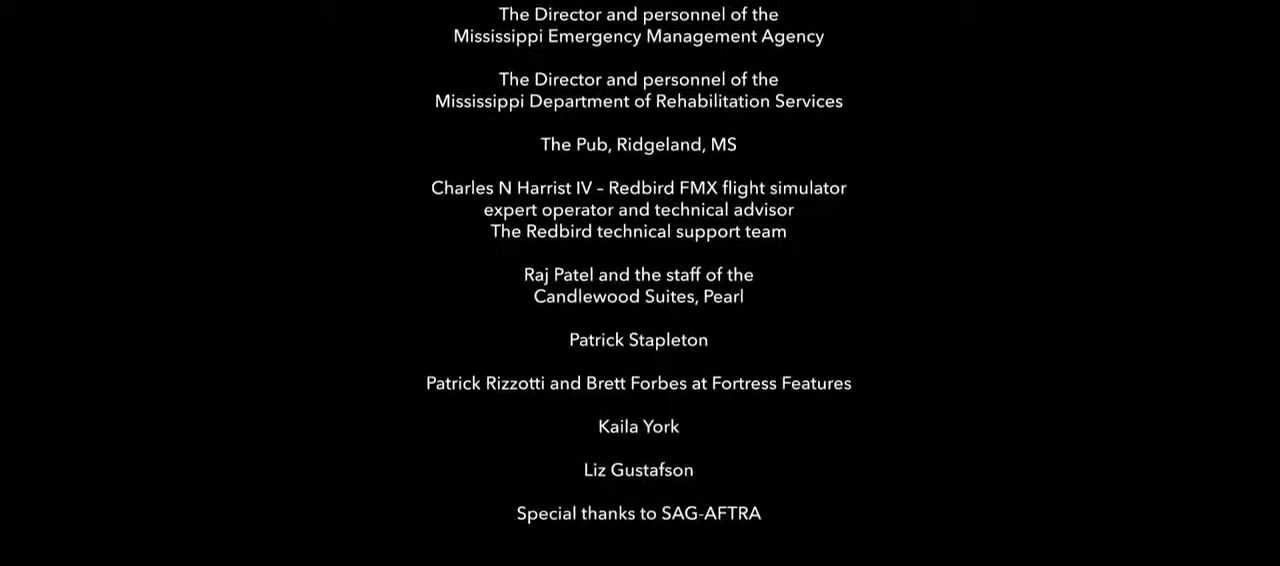 The Director and personnel of the
Mississippi Emergency Management Agency
The Director and personnel of the
Mississippi Department of Rehabilitation Services
The Pub, Ridgeland, MS
Charles N Harrist IV – Redbird FMX flight simulator
expert operator and technical advisor
The Redbird technical support team
Raj Patel and the staff of the
Candlewood Suites, Pearl
Patrick Stapleton
Patrick Rizzotti and Brett Forbes at Fortress Features
Kaila York
Liz Gustafson
Special thanks to SAG-AFTRA